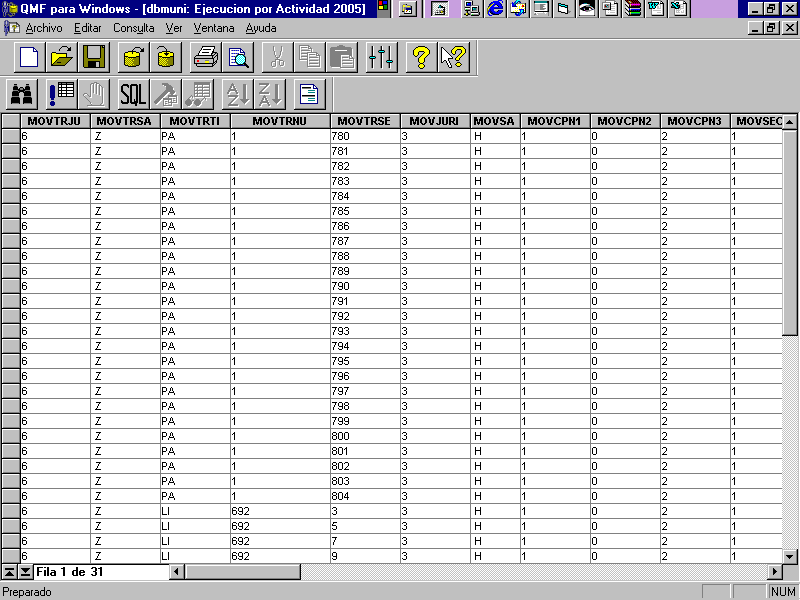 QMF para Windows - [dbmuni: Ejecucion por Actividad 2005]
Archivo Editar Consulta Ver Ventana Ayuda
SQL
MOVTRJU MOVTRSA MOVTRTI MOVTRNU MOVTRSE MOVJURI MOVSA MOVCPN1 MOVCPN2 MOVCPN3 MOVSEC
6 Z PA 1 780 3 H 1 0 2 1
6 Z PA 1 781 3 H 1 0 2 1
6 Z PA 1 782 3 H 1 0 2 1
6 Z PA 1 783 3 H 1 0 2 1
6 Z PA 1 784 3 H 1 0 2 1
6 Z PA 1 785 3 H 1 0 2 1
6 Z PA 1 786 3 H 1 0 2 1
6 Z PA 1 787 3 H 1 0 2 1
6 Z PA 1 788 3 H 1 0 2 1
6 Z PA 1 789 3 H 1 0 2 1
6 Z PA 1 790 3 H 1 0 2 1
6 Z PA 1 791 3 H 1 0 2 1
6 Z PA 1 792 3 H 1 0 2 1
6 Z PA 1 793 3 H 1 0 2 1
6 Z PA 1 794 3 H 1 0 2 1
6 Z PA 1 795 3 H 1 0 2 1
6 Z PA 1 796 3 H 1 0 2 1
6 Z PA 1 797 3 H 1 0 2 1
6 Z PA 1 798 3 H 1 0 2 1
6 Z PA 1 799 3 H 1 0 2 1
6 Z PA 1 800 3 H 1 0 2 1
6 Z PA 1 801 3 H 1 0 2 1
6 Z PA 1 802 3 H 1 0 2 1
6 Z PA 1 803 3 H 1 0 2 1
6 Z PA 1 804 3 H 1 0 2 1
6 Z LI 692 3 3 H 1 0 2 1
6 Z LI 692 5 3 H 1 0 2 1
6 Z LI 692 7 3 H 1 0 2 1
6 Z LI 692 9 3 H 1 0 2 1
Fila 1 de 31
Preparado NUM